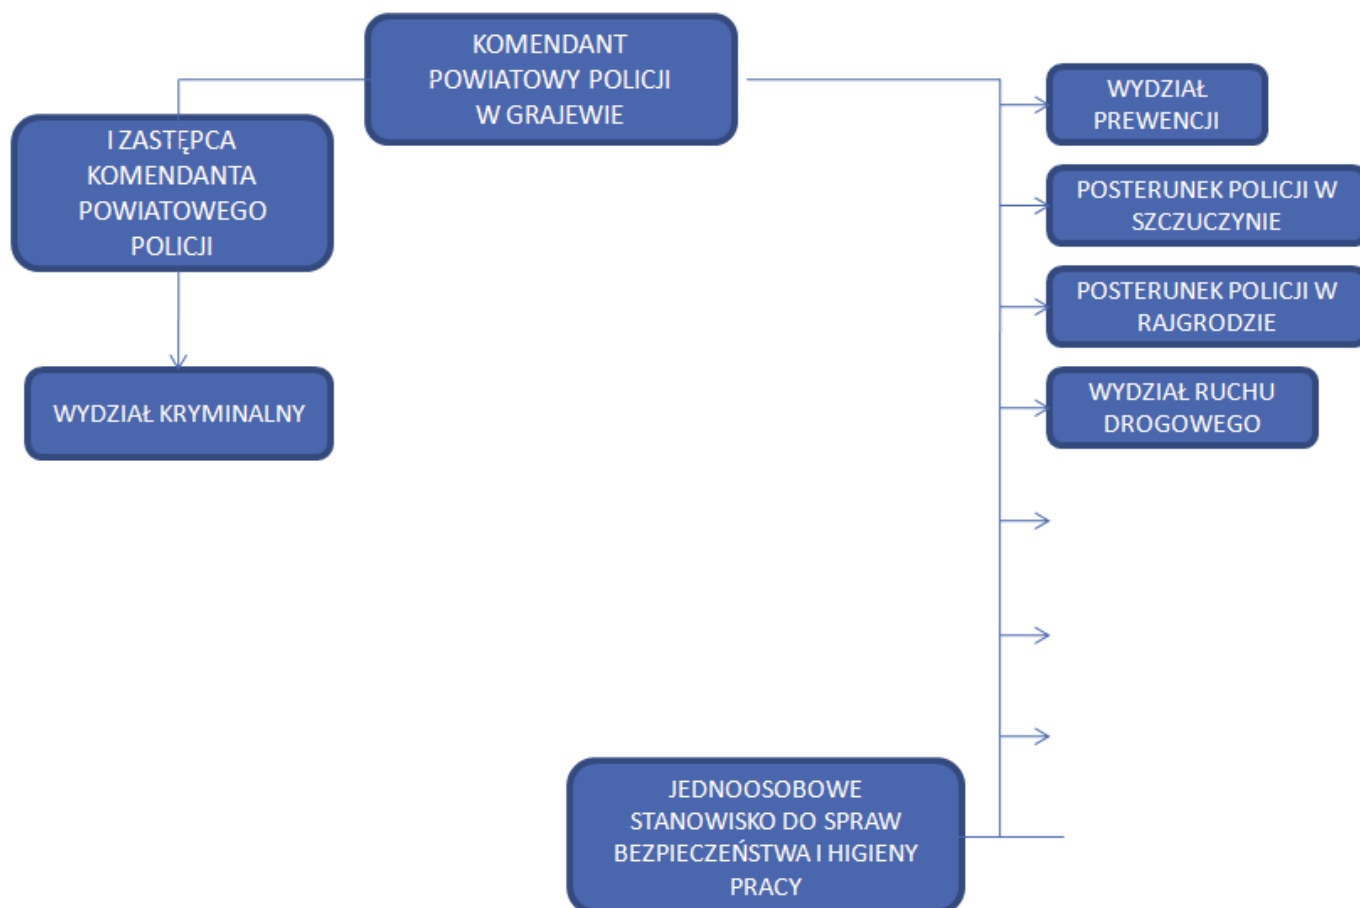 KOMENDANT
POWIATOWY POLICJI
W GRAJEWIE
I ZASTĘPCA
KOMENDANTA
POWIATOWEGO
POLICJI
WYDZIAŁ KRYMINALNY
WYDZIAŁ
PREWENCJI
POSTERUNEK POLICJI W
SZCZUCZYNIE
POSTERUNEK POLICJI W
RAJGRODZIE
WYDZIAŁ RUCHU
DROGOWEGO
JEDNOOSOBOWE
STANOWISKO DO SPRAW
BEZPIECZEŃSTWA I HIGIENY
PRACY